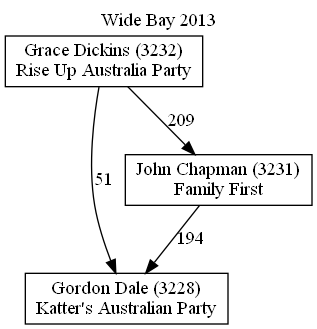 Wide Bay 2013
Grace Dickins (3232)
Rise Up Australia Party
209
John Chapman (3231)
Family First
51
194
Gordon Dale (3228)
Katter's Australian Party